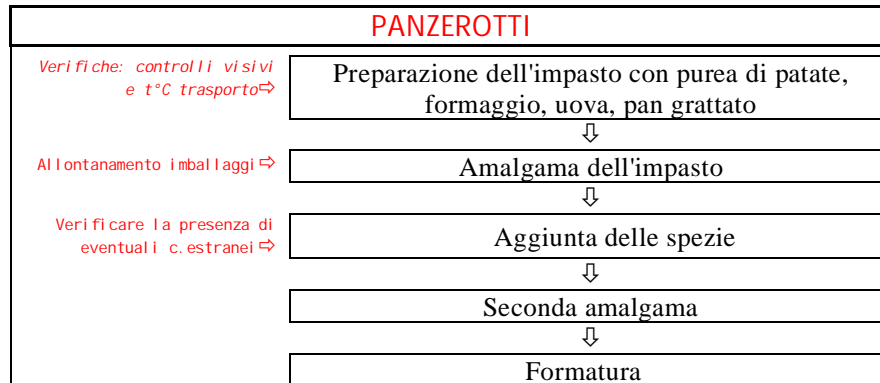 PANZEROTTI
Verifiche: controlli visivi
e t°C trasporto⇨
Preparazione dell'impasto con purea di patate,
formaggio, uova, pan grattato
⇩
Allontanamento imballaggi⇨
Amalgama dell'impasto
⇩
Verificare la presenza di
eventuali c.estranei⇨
Aggiunta delle spezie
⇩
Seconda amalgama
⇩
Formatura